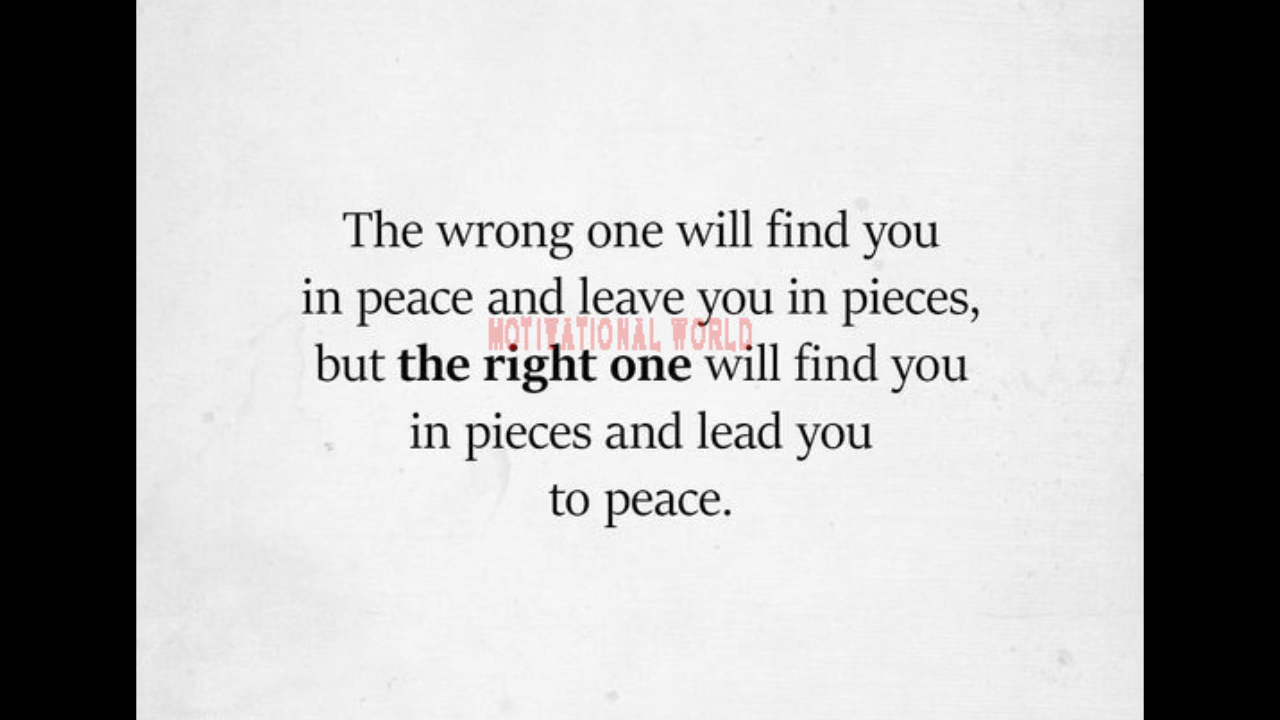 The wrong one will find you
in peace and leave you in pieces,
MOTIVATIONAL WORLD
but the right one will find you
in pieces and lead you
to peace.